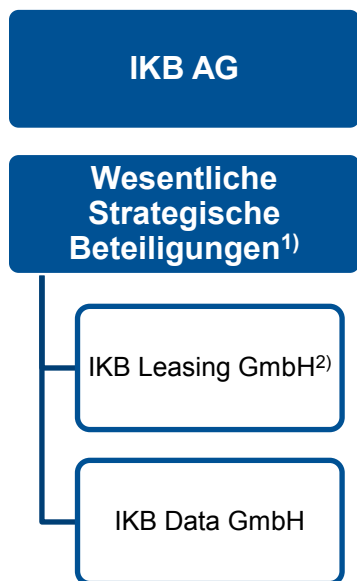 IKB AG
Wesentliche
Strategische
Beteiligungen¹⁾
IKB Leasing GmbH²⁾
IKB Data GmbH